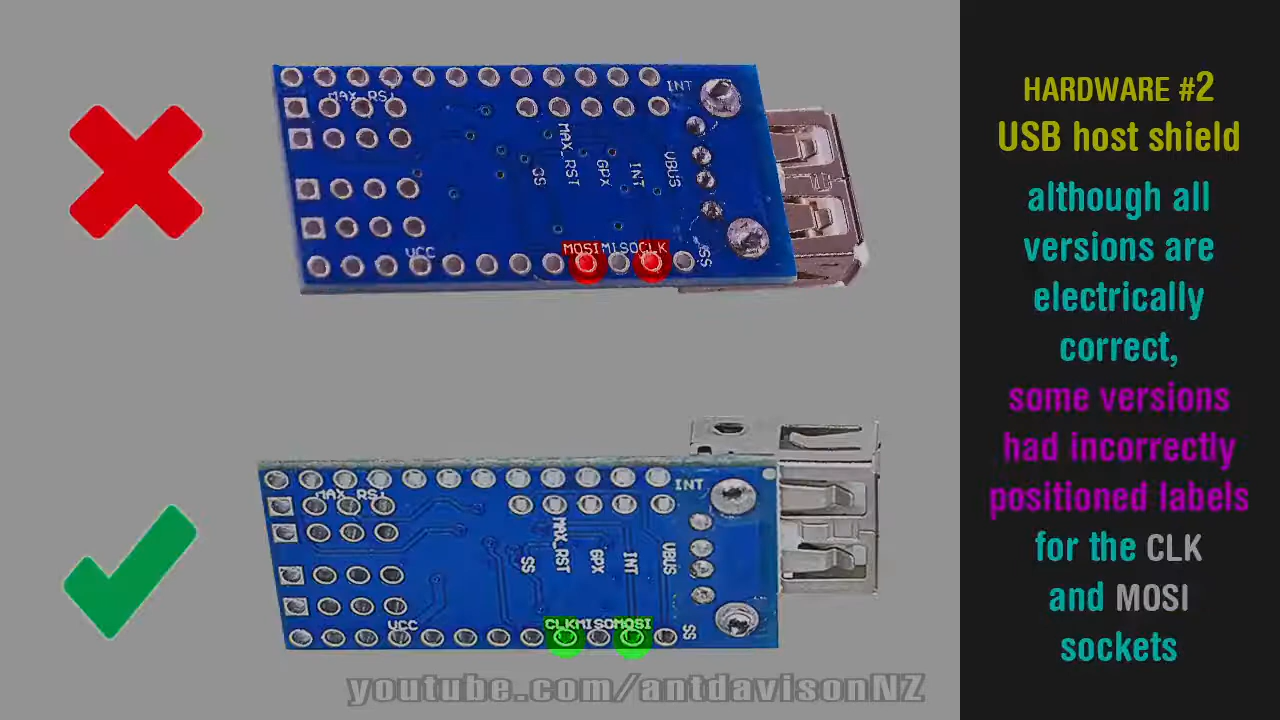 HARDWARE #2
USB host shield
although all
versions are
electrically
correct,
some versions
had incorrectly
positioned labels
for the CLK
and MOSI
sockets
INT
MAX_RST
SS
MAX_RST
GPX
INT
VBUS
VCC
MOSI MISO CLK
SS
INT
MAX_RST
SS
MAX_RST
GPX
INT
VBUS
VCC
CLK MISO MOSI
SS
youtube.com/antdavisonNZ